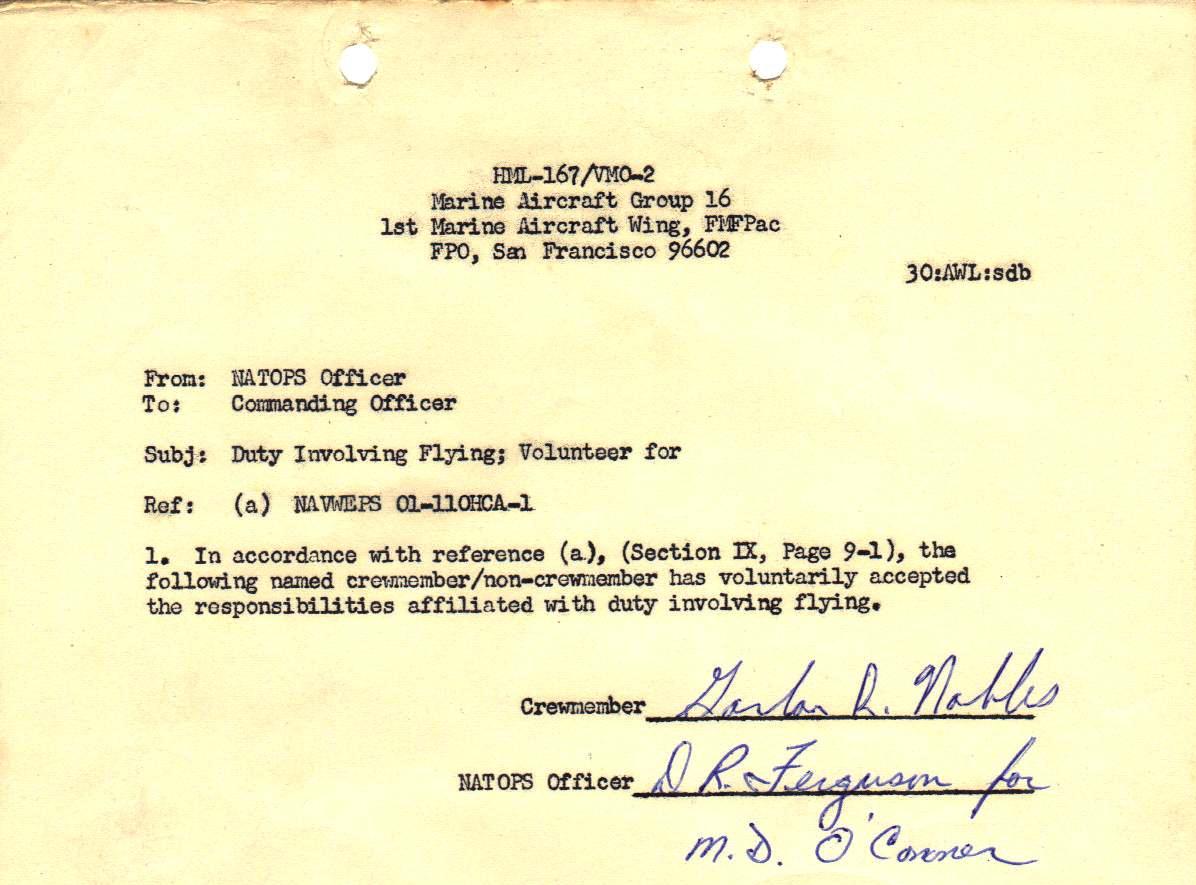 HML-167/VMO-2
Marine Aircraft Group 16
1st Marine Aircraft Wing, FMFPac
FPO, San Francisco 96602
30:AWL:sdb
From: NATOPS Officer
To: Commanding Officer
Subj: Duty Involving Flying; Volunteer for
Ref: (a) NAVWEPS 01-110HCA-1
1. In accordance with reference (a), (Section IX, Page 9-1), the
following named crewmember/non-crewmember has voluntarily accepted
the responsibilities affiliated with duty involving flying.
Crewmember R. Nobles
NATOPS Officer D R. Ferguson for
M. D. O'Conner